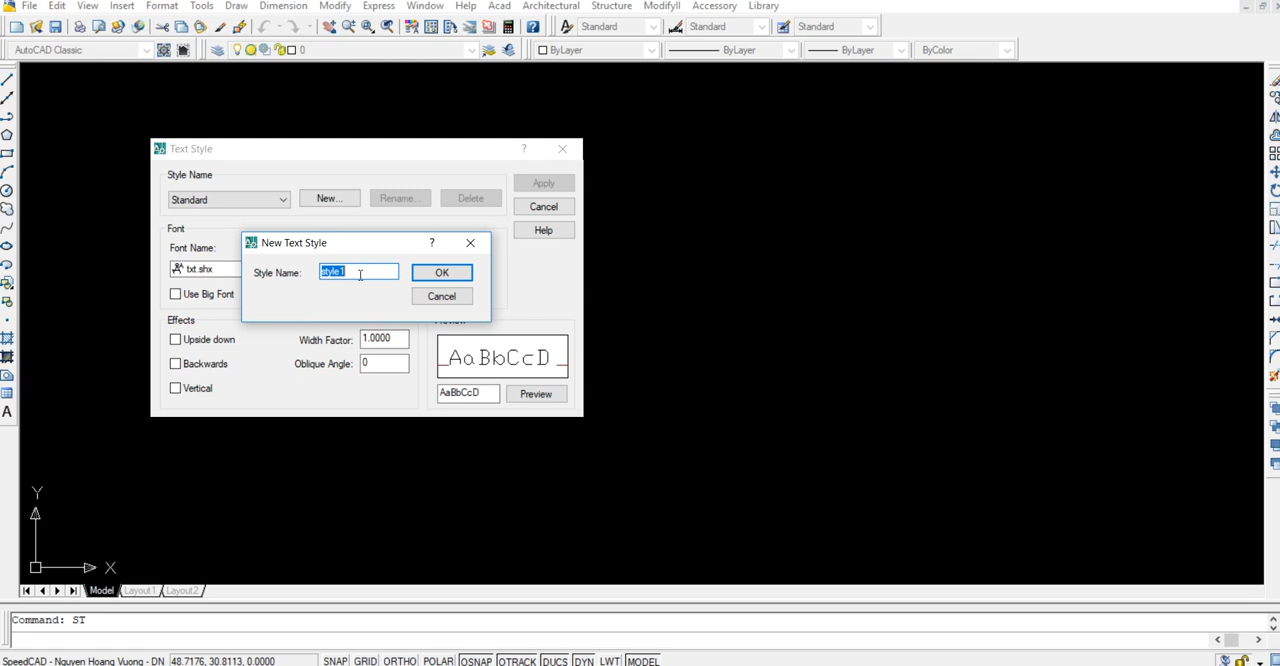 File Edit View Insert Format Tools Draw Dimension Modify Express Window Help Acad Architectural Structure ModifyII Accessory Library
Standard Standard Standard
AutoCAD Classic 0 ByLayer ByLayer ByLayer ByColor
Text Style ?
Style Name
Standard New... Rename... Delete Apply
Cancel
Help
Font
Font Name:
txt.shx
Use Big Font
New Text Style ?
Style Name: style1 OK
Cancel
Effects
Upside down Width Factor: 1.0000
Backwards Oblique Angle: 0
Vertical
Preview
AaBbCcD
AaBbCcD Preview
A
Y
X
Model Layout1 Layout2
Command: ST
SpeedCAD - Nguyen Hoang Vuong - DN 48.7176, 30.8113, 0.0000 SNAP GRID ORTHO POLAR OSNAP OTRACK DUCS DYN LWT MODEL